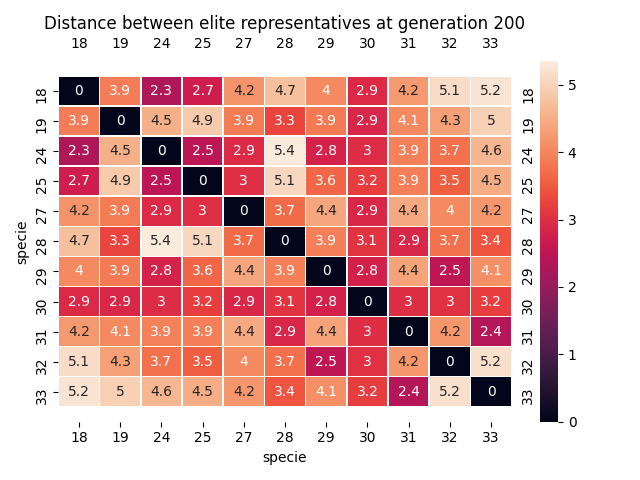 Distance between elite representatives at generation 200
18 19 24 25 27 28 29 30 31 32 33
18 0 3.9 2.3 2.7 4.2 4.7 4 2.9 4.2 5.1 5.2 18
19 3.9 0 4.5 4.9 3.9 3.3 3.9 2.9 4.1 4.3 5 19
24 2.3 4.5 0 2.5 2.9 5.4 2.8 3 3.9 3.7 4.6 24
25 2.7 4.9 2.5 0 3 5.1 3.6 3.2 3.9 3.5 4.5 25
27 4.2 3.9 2.9 3 0 3.7 4.4 2.9 4.4 4 4.2 27
specie
28 4.7 3.3 5.4 5.1 3.7 0 3.9 3.1 2.9 3.7 3.4 28
29 4 3.9 2.8 3.6 4.4 3.9 0 2.8 4.4 2.5 4.1 29
30 2.9 2.9 3 3.2 2.9 3.1 2.8 0 3 3 3.2 30
31 4.2 4.1 3.9 3.9 4.4 2.9 4.4 3 0 4.2 2.4 31
32 5.1 4.3 3.7 3.5 4 3.7 2.5 3 4.2 0 5.2 32
33 5.2 5 4.6 4.5 4.2 3.4 4.1 3.2 2.4 5.2 0 33
18 19 24 25 27 28 29 30 31 32 33
specie
5
4
3
2
1
0